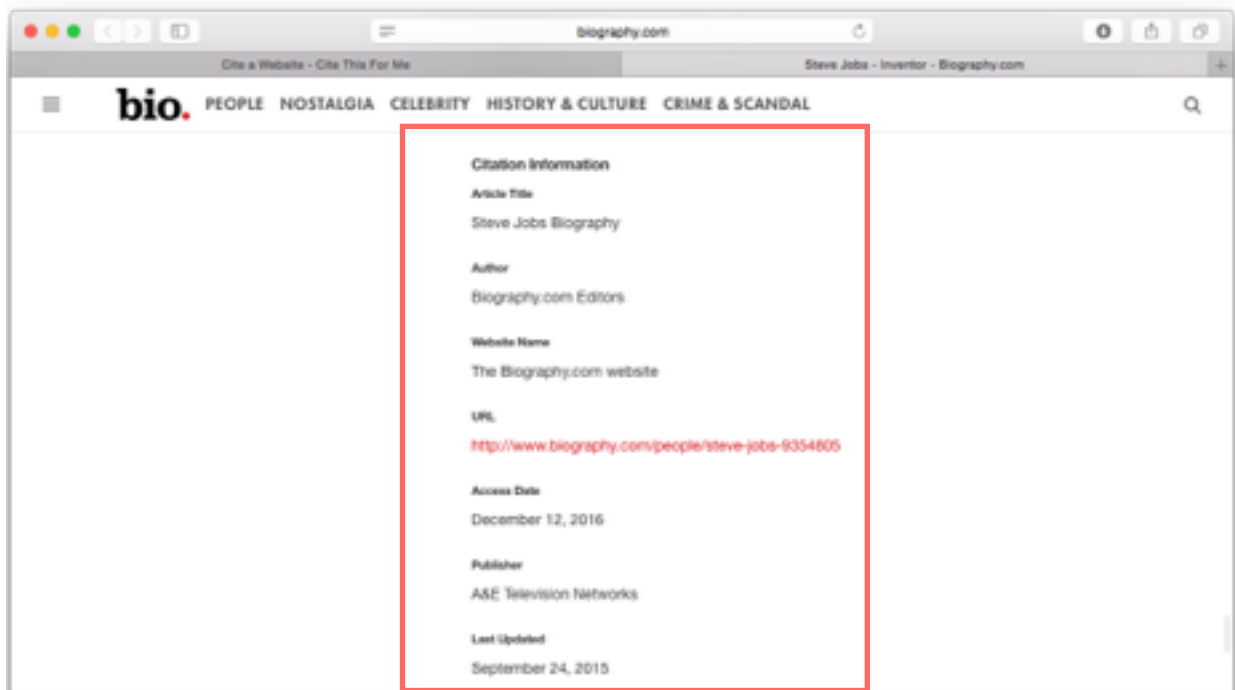 biography.com
Cite a Website - Cite This For Me
Steve Jobs - Inventor - Biography.com
bio. PEOPLE NOSTALGIA CELEBRITY HISTORY & CULTURE CRIME & SCANDAL
Citation Information
Article Title
Steve Jobs Biography
Author
Biography.com Editors
Website Name
The Biography.com website
URL
http://www.biography.com/people/steve-jobs-9354805
Access Date
December 12, 2016
Publisher
A&E Television Networks
Last Updated
September 24, 2015